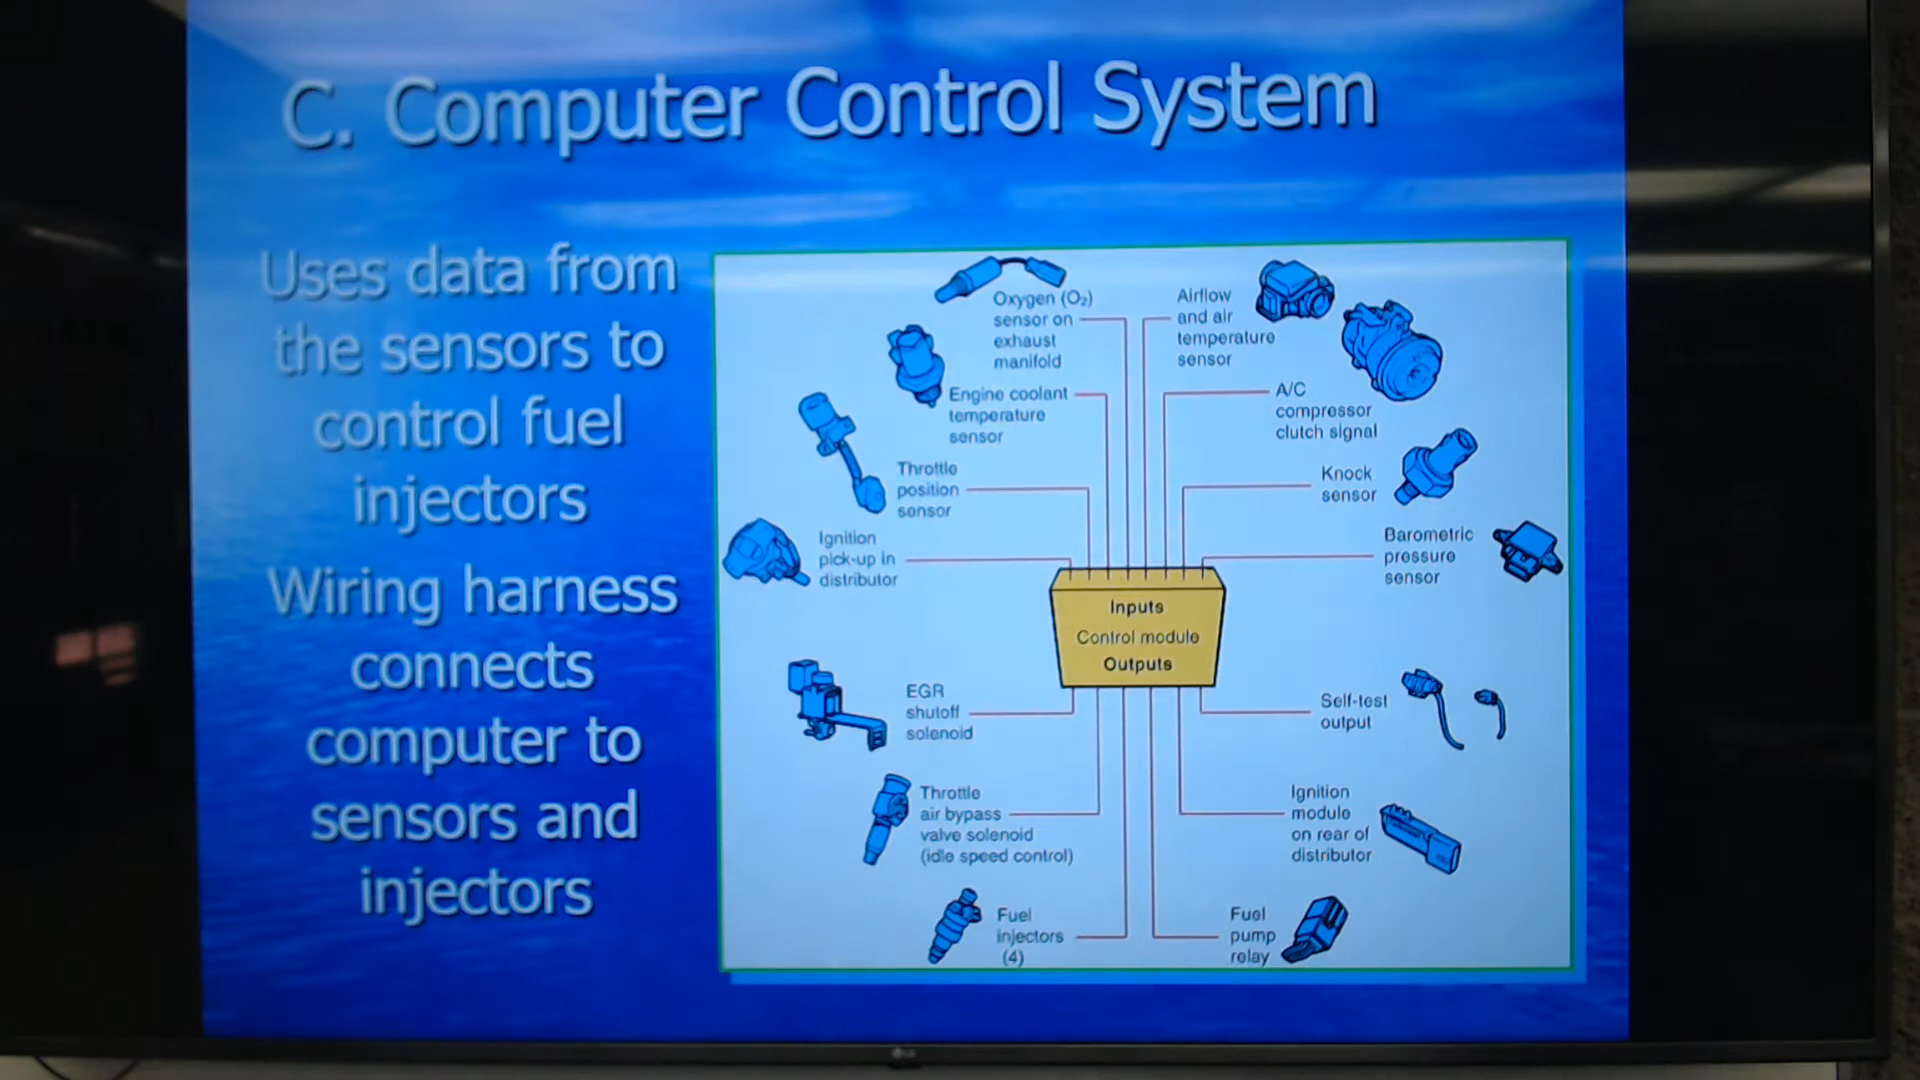 C. Computer Control System
Uses data from
the sensors to
control fuel
injectors
Wiring harness
connects
computer to
sensors and
injectors
Oxygen (O₂)
sensor on
exhaust
manifold
Airflow
and air
temperature
sensor
Engine coolant
temperature
sensor
A/C
compressor
clutch signal
Throttle
position
sensor
Knock
sensor
Ignition
pick-up in
distributor
Barometric
pressure
sensor
Inputs
Control module
Outputs
EGR
shutoff
solenoid
Self-test
output
Throttle
air bypass
valve solenoid
(idle speed control)
Ignition
module
on rear of
distributor
Fuel
injectors
(4)
Fuel
pump
relay
LG